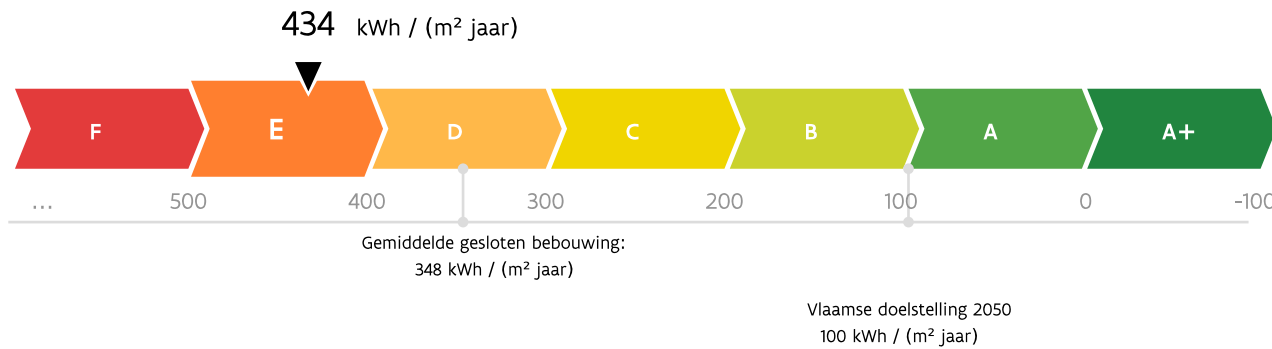 434 kWh / (m² jaar)
F E D C B A A+
... 500 400 300 200 100 0 -100
Gemiddelde gesloten bebouwing:
348 kWh / (m² jaar)
Vlaamse doelstelling 2050
100 kWh / (m² jaar)